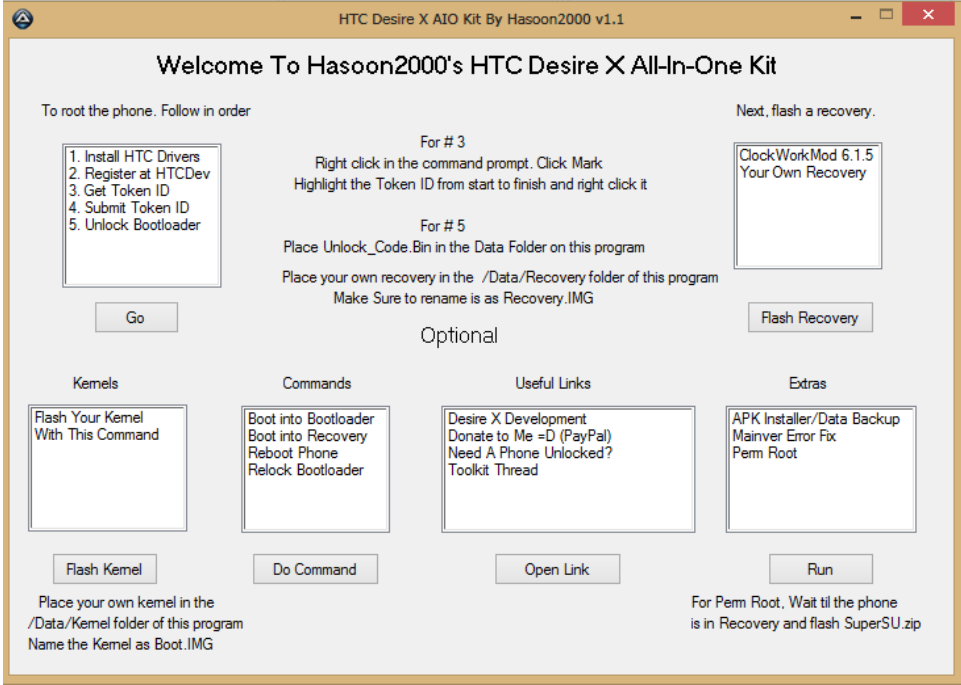 HTC Desire X AIO Kit By Hasoon2000 v1.1
Welcome To Hasoon2000's HTC Desire X All-In-One Kit
To root the phone. Follow in order
1. Install HTC Drivers
2. Register at HTCDev
3. Get Token ID
4. Submit Token ID
5. Unlock Bootloader
Go
For # 3
Right click in the command prompt. Click Mark
Highlight the Token ID from start to finish and right click it
For # 5
Place Unlock_Code.Bin in the Data Folder on this program
Place your own recovery in the /Data/Recovery folder of this program
Make Sure to rename is as Recovery.IMG
Next, flash a recovery.
ClockWorkMod 6.1.5
Your Own Recovery
Flash Recovery
Optional
Kernels
Flash Your Kernel
With This Command
Flash Kernel
Place your own kernel in the
/Data/Kernel folder of this program
Name the Kernel as Boot.IMG
Commands
Boot into Bootloader
Boot into Recovery
Reboot Phone
Relock Bootloader
Do Command
Useful Links
Desire X Development
Donate to Me =D (PayPal)
Need A Phone Unlocked?
Toolkit Thread
Open Link
Extras
APK Installer/Data Backup
Mainver Error Fix
Perm Root
Run
For Perm Root, Wait til the phone
is in Recovery and flash SuperSU.zip